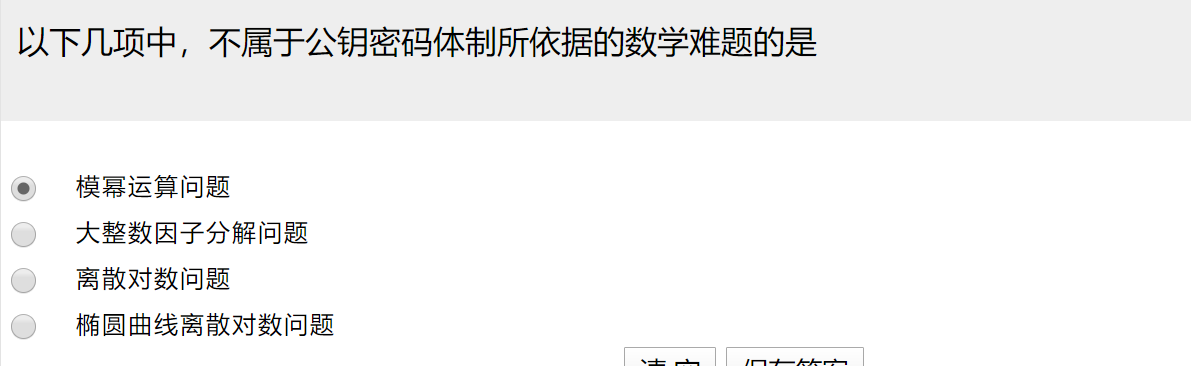 以下几项中，不属于公钥密码体制所依据的数学难题的是
模幂运算问题
大整数因子分解问题
离散对数问题
椭圆曲线离散对数问题